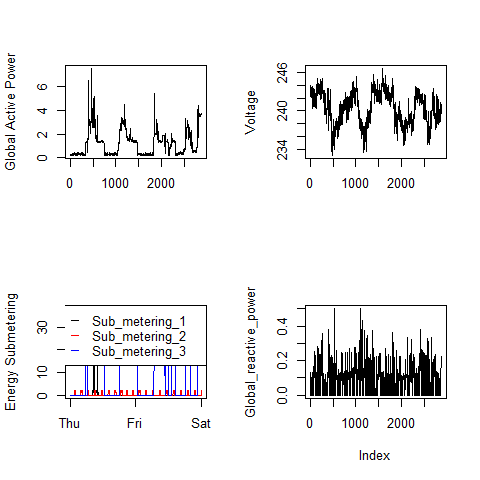 Global Active Power
0 2 4 6
0 1000 2000
Voltage
234 240 246
0 1000 2000
Energy Submetering
0 10 30
Sub_metering_1
Sub_metering_2
Sub_metering_3
Thu Fri Sat
Global_reactive_power
0.0 0.2 0.4
0 1000 2000
Index